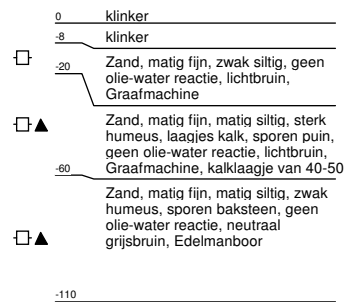 0 klinker
-8 klinker
-20 Zand, matig fijn, zwak siltig, geen
olie-water reactie, lichtbruin,
Graafmachine
Zand, matig fijn, matig siltig, sterk
humeus, laagjes kalk, sporen puin,
geen olie-water reactie, lichtbruin,
-60 Graafmachine, kalklaagje van 40-50
Zand, matig fijn, matig siltig, zwak
humeus, sporen baksteen, geen
olie-water reactie, neutraal
grijsbruin, Edelmanboor
-110